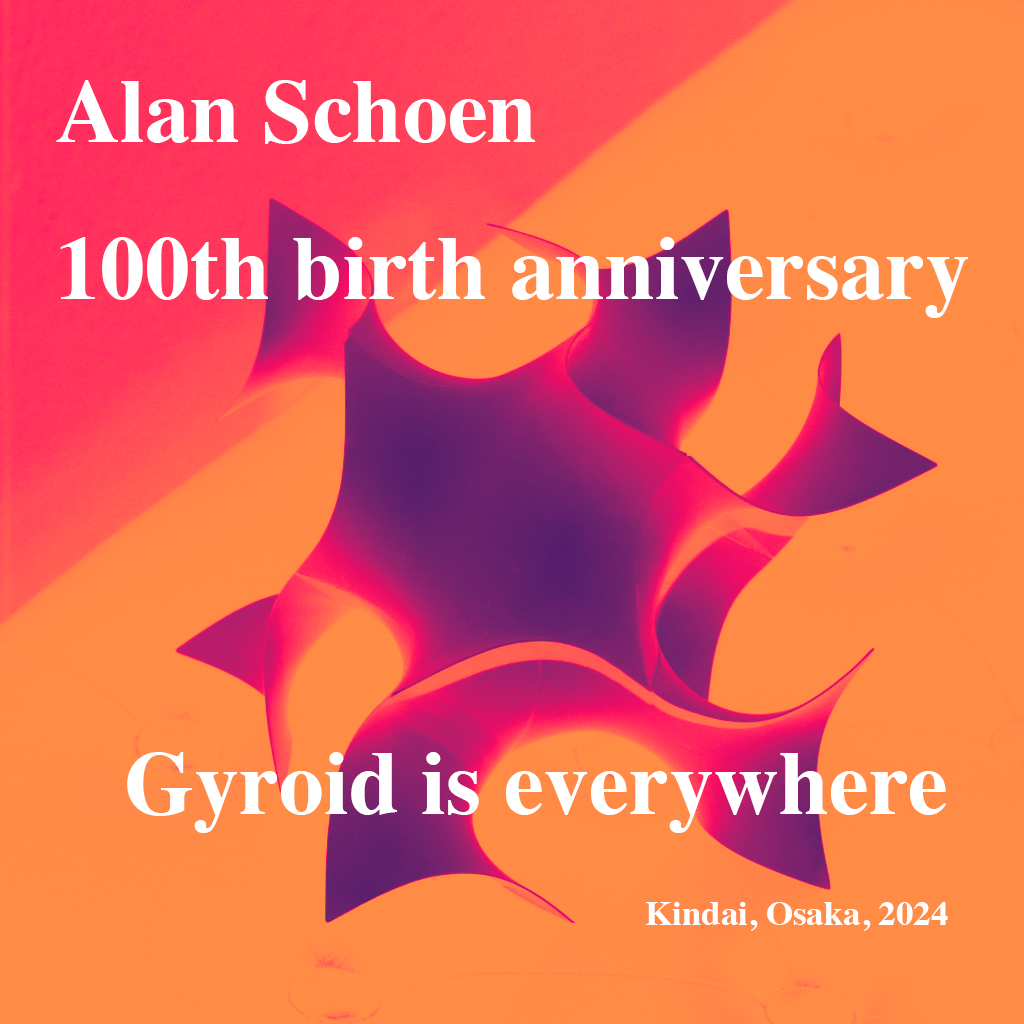 Alan Schoen
100th birth anniversary
Gyroid is everywhere
Kindai, Osaka, 2024